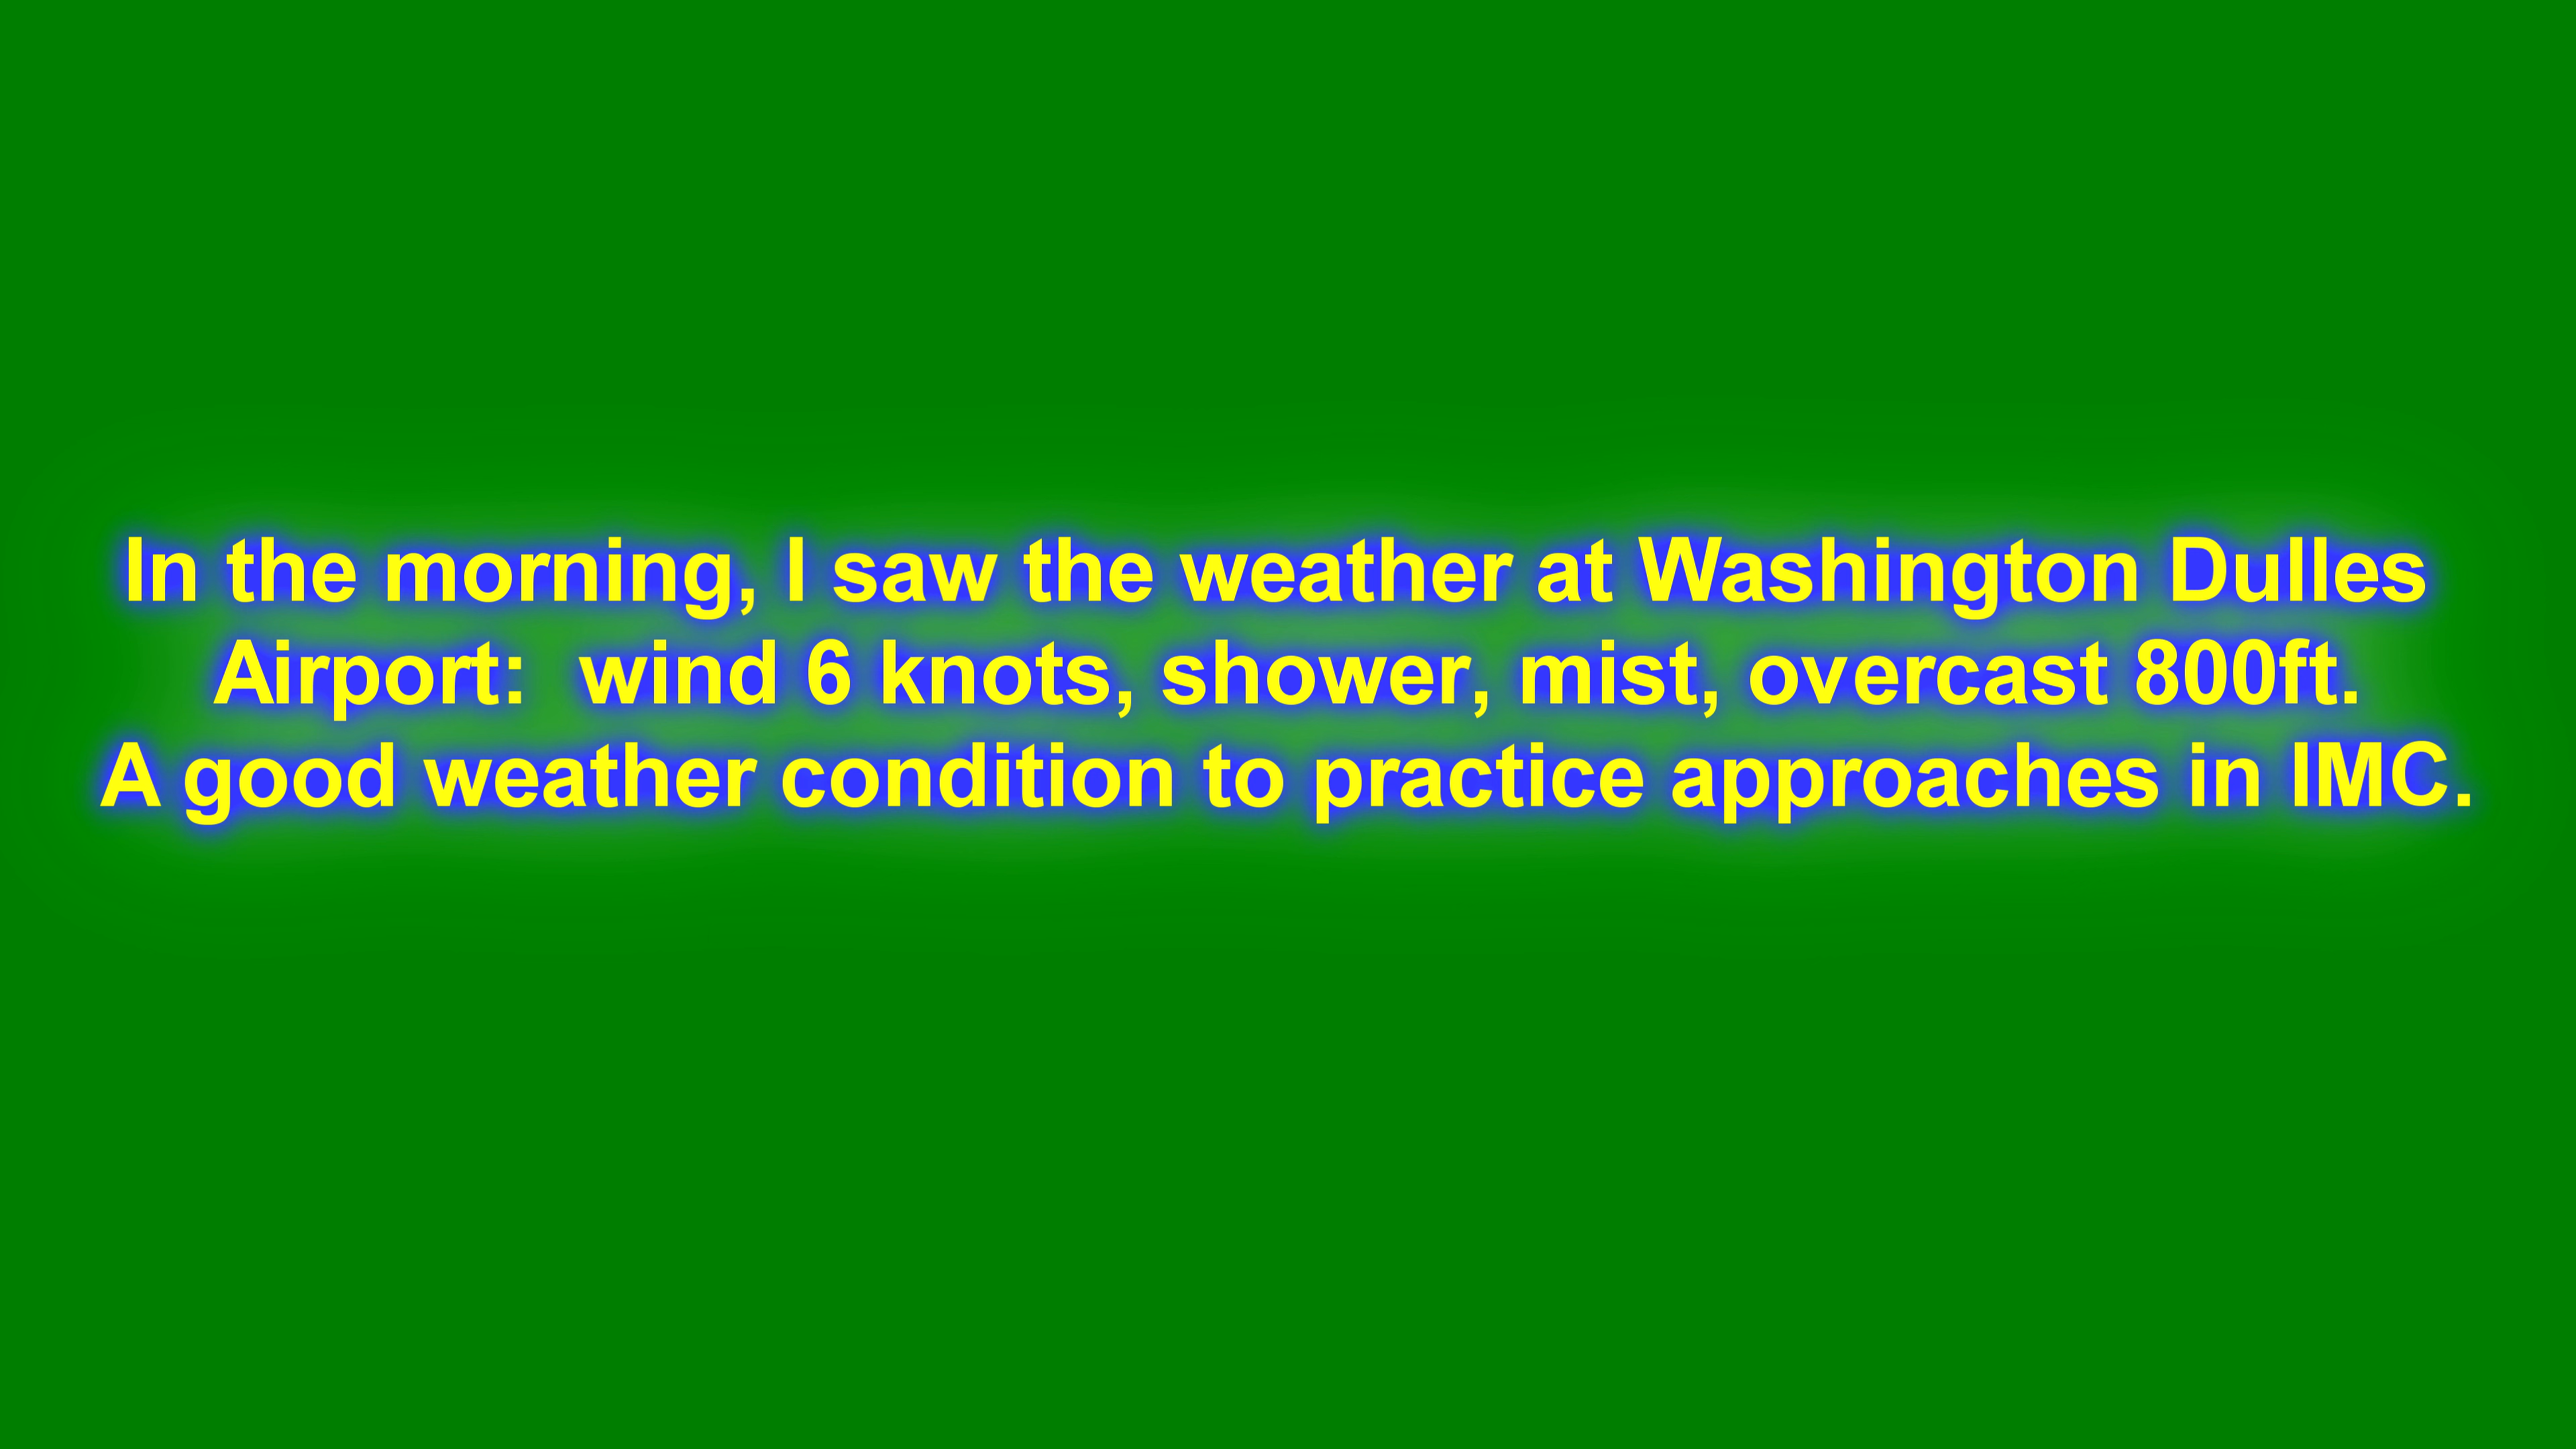 In the morning, I saw the weather at Washington Dulles
Airport:  wind 6 knots, shower, mist, overcast 800ft.
A good weather condition to practice approaches in IMC.